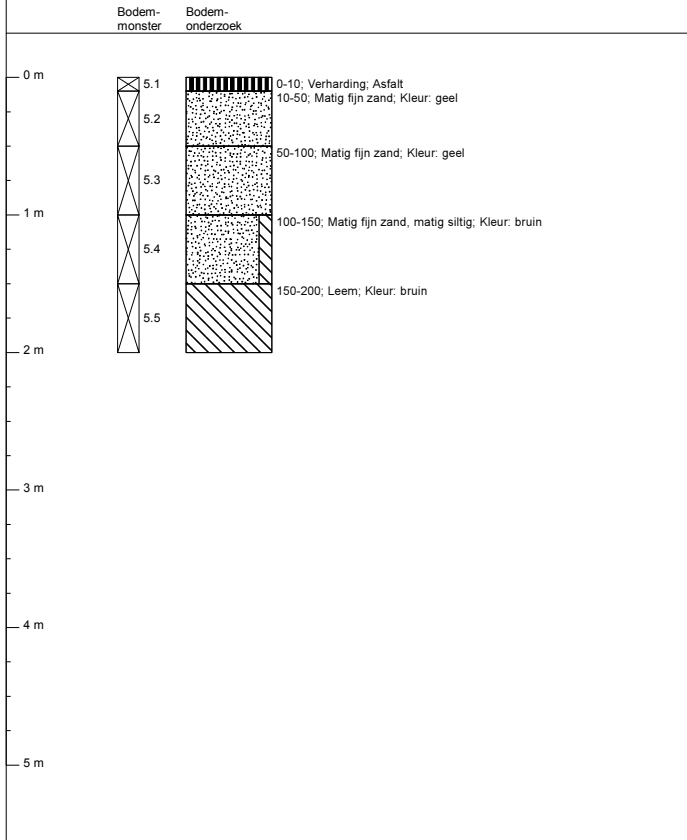 Bodem-
monster
Bodem-
onderzoek
0 m
5.1
0-10; Verharding; Asfalt
10-50; Matig fijn zand; Kleur: geel
5.2
50-100; Matig fijn zand; Kleur: geel
5.3
1 m
100-150; Matig fijn zand, matig siltig; Kleur: bruin
5.4
150-200; Leem; Kleur: bruin
5.5
2 m
3 m
4 m
5 m